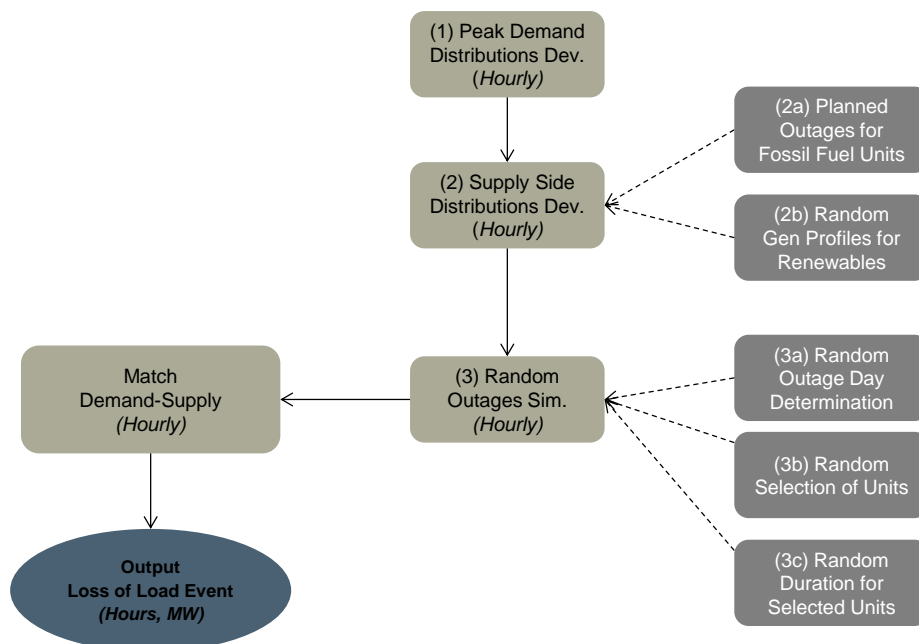 (1) Peak Demand
Distributions Dev.
(Hourly)
(2a) Planned
Outages for
Fossil Fuel Units
(2) Supply Side
Distributions Dev.
(Hourly)
(2b) Random
Gen Profiles for
Renewables
Match
Demand-Supply
(Hourly)
(3) Random
Outages Sim.
(Hourly)
(3a) Random
Outage Day
Determination
(3b) Random
Selection of Units
(3c) Random
Duration for
Selected Units
Output
Loss of Load Event
(Hours, MW)